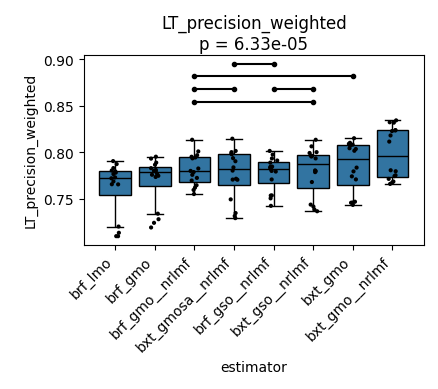 LT_precision_weighted
p = 6.33e-05
LT_precision_weighted
0.90
0.85
0.80
0.75
brf_lmo
brf_gmo
brf_gmo__nrlmf
bxt_gmosa__nrlmf
brf_gso__nrlmf
bxt_gso__nrlmf
bxt_gmo
bxt_gmo__nrlmf
estimator